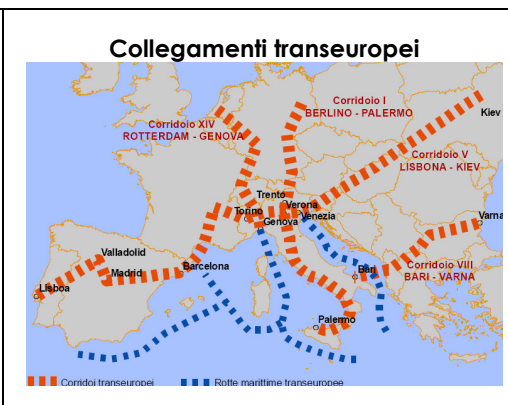 Collegamenti transeuropei
Corridoio I
BERLINO - PALERMO
Corridoio XIV
ROTTERDAM - GENOVA
Kiev
Corridoio V
LISBONA - KIEV
Trento
Verona
Torino
Venezia
Genova
Varna
Valladolid
Madrid
Barcelona
Bari
Corridoio VIII
BARI - VARNA
Lisboa
Palermo
Corridoi transeuropei
Rotte marittime transeuropee